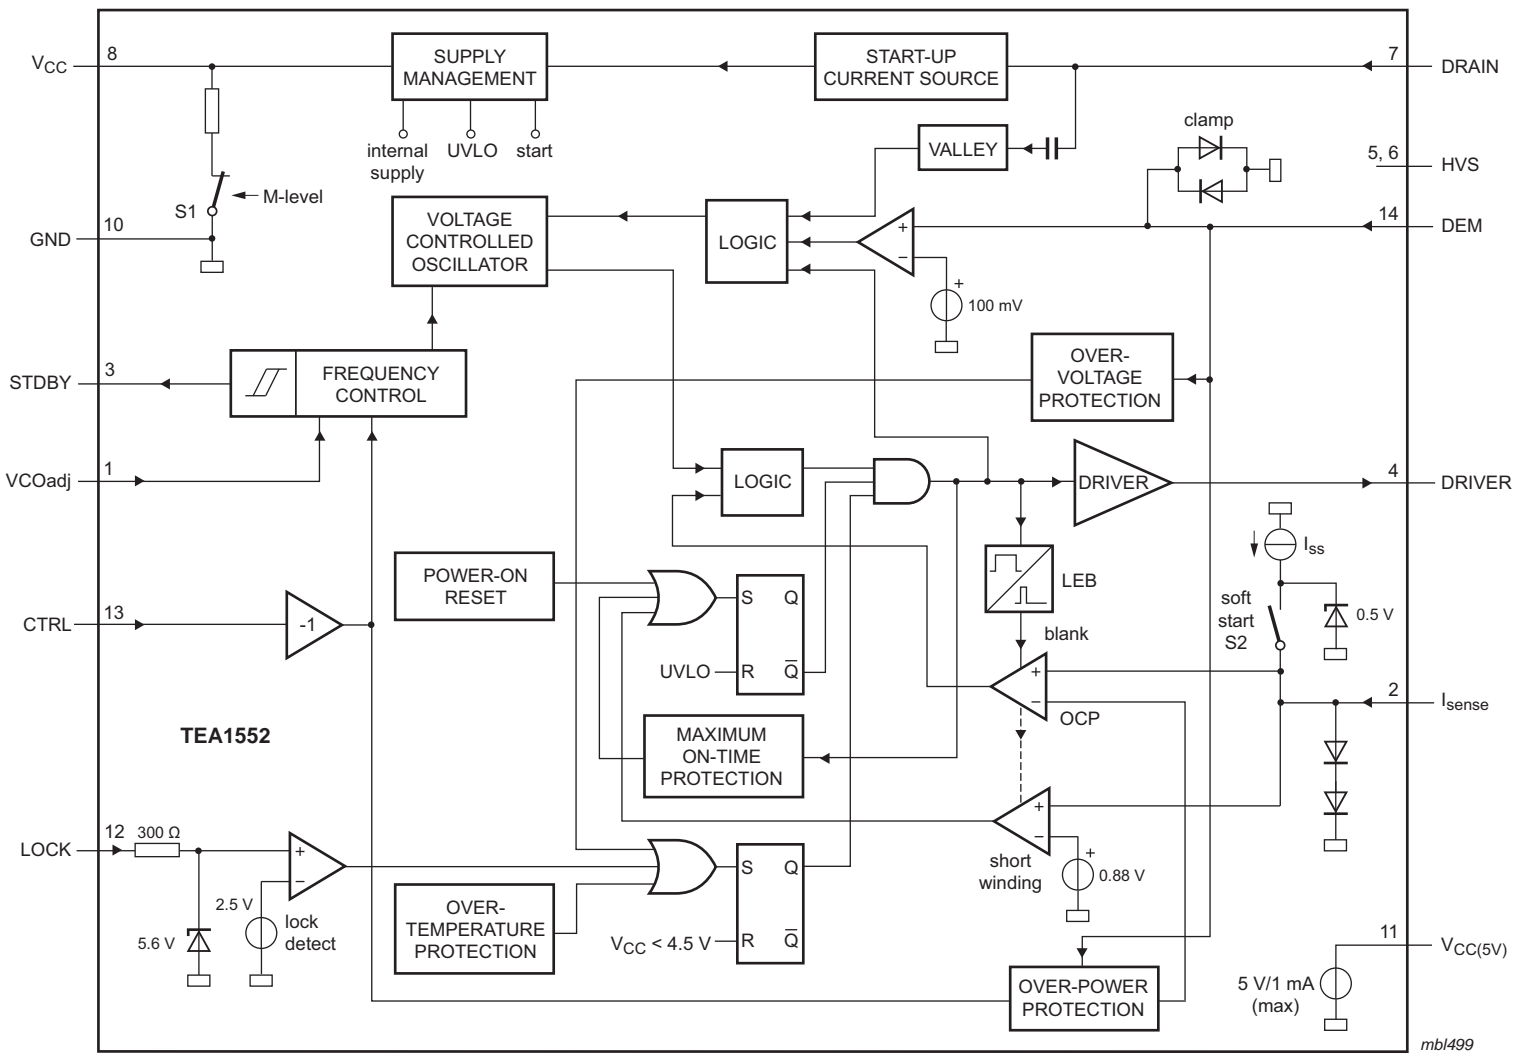 VCC
8
SUPPLY
MANAGEMENT
START-UP
CURRENT SOURCE
7
DRAIN
internal
supply
UVLO
start
VALLEY
clamp
5, 6
HVS
S1
M-level
10
GND
VOLTAGE
CONTROLLED
OSCILLATOR
LOGIC
+
−
+
100 mV
14
DEM
3
STDBY
FREQUENCY
CONTROL
OVER-
VOLTAGE
PROTECTION
1
VCOadj
LOGIC
DRIVER
4
DRIVER
POWER-ON
RESET
S
Q
UVLO
R
Q̅
LEB
blank
Iss
soft
start
S2
0.5 V
13
CTRL
-1
+
−
OCP
2
Isense
TEA1552
MAXIMUM
ON-TIME
PROTECTION
+
−
short
winding
+
0.88 V
12
LOCK
300 Ω
+
−
2.5 V
lock
detect
5.6 V
OVER-
TEMPERATURE
PROTECTION
S
Q
VCC < 4.5 V
R
Q̅
OVER-POWER
PROTECTION
11
VCC(5V)
5 V/1 mA
(max)
mbl499